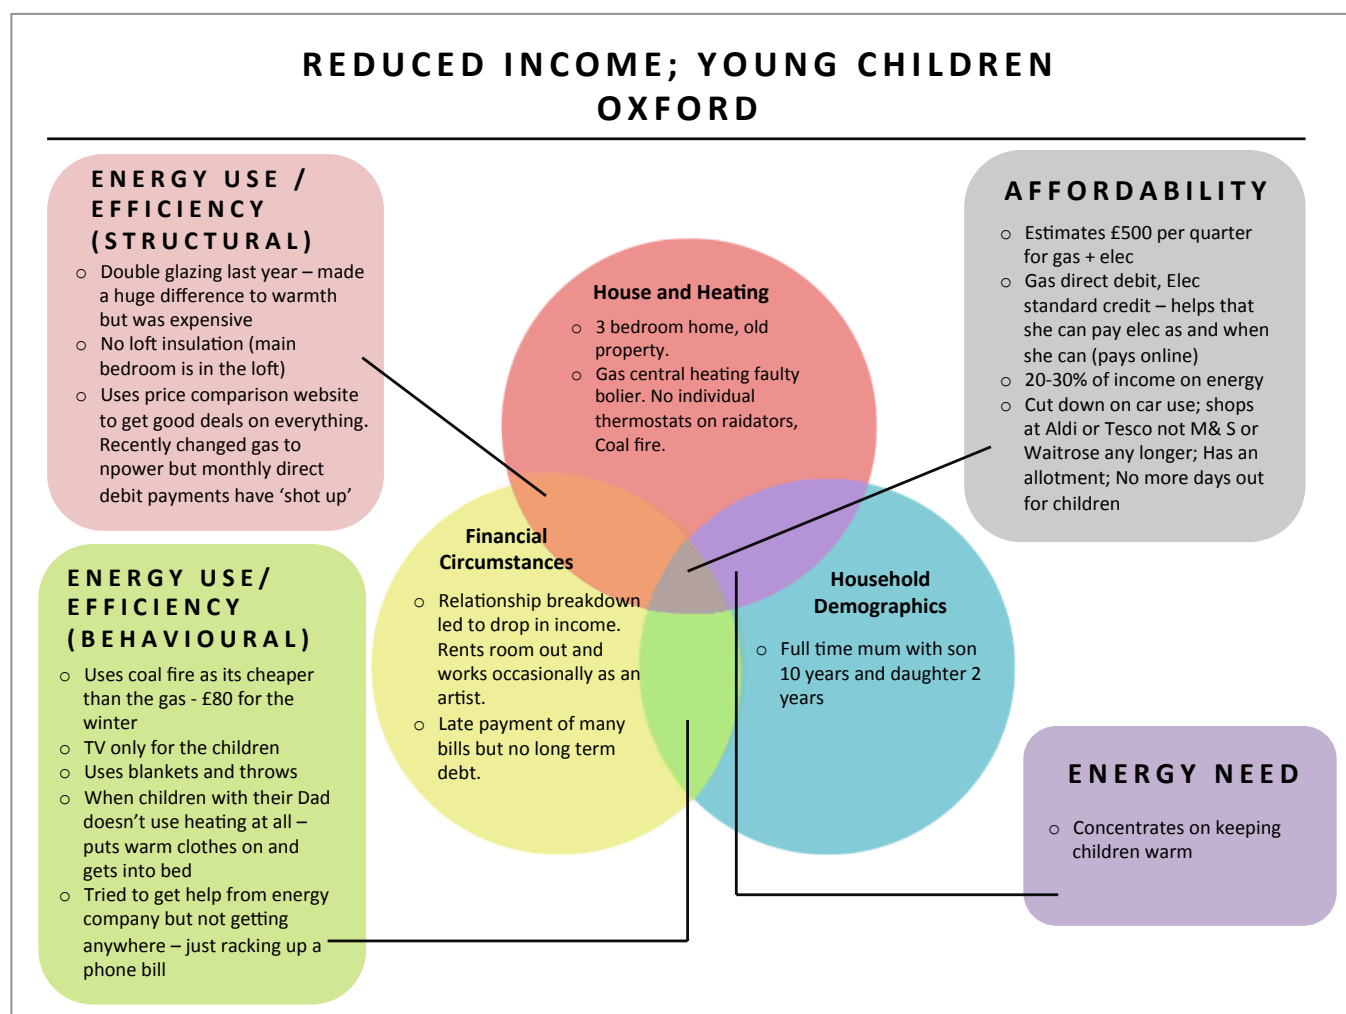 REDUCED INCOME; YOUNG CHILDREN
OXFORD
ENERGY USE /
EFFICIENCY
(STRUCTURAL)
o Double glazing last year – made
a huge difference to warmth
but was expensive
o No loft insulation (main
bedroom is in the loft)
o Uses price comparison website
to get good deals on everything.
Recently changed gas to
npower but monthly direct
debit payments have ‘shot up’
ENERGY USE/
EFFICIENCY
(BEHAVIOURAL)
o Uses coal fire as its cheaper
than the gas - £80 for the
winter
o TV only for the children
o Uses blankets and throws
o When children with their Dad
doesn’t use heating at all –
puts warm clothes on and
gets into bed
o Tried to get help from energy
company but not getting
anywhere – just racking up a
phone bill
House and Heating
o 3 bedroom home, old
property.
o Gas central heating faulty
bolier. No individual
thermostats on raidators,
Coal fire.
Financial
Circumstances
o Relationship breakdown
led to drop in income.
Rents room out and
works occasionally as an
artist.
o Late payment of many
bills but no long term
debt.
Household
Demographics
o Full time mum with son
10 years and daughter 2
years
AFFORDABILITY
o Estimates £500 per quarter
for gas + elec
o Gas direct debit, Elec
standard credit – helps that
she can pay elec as and when
she can (pays online)
o 20-30% of income on energy
o Cut down on car use; shops
at Aldi or Tesco not M& S or
Waitrose any longer; Has an
allotment; No more days out
for children
ENERGY NEED
o Concentrates on keeping
children warm